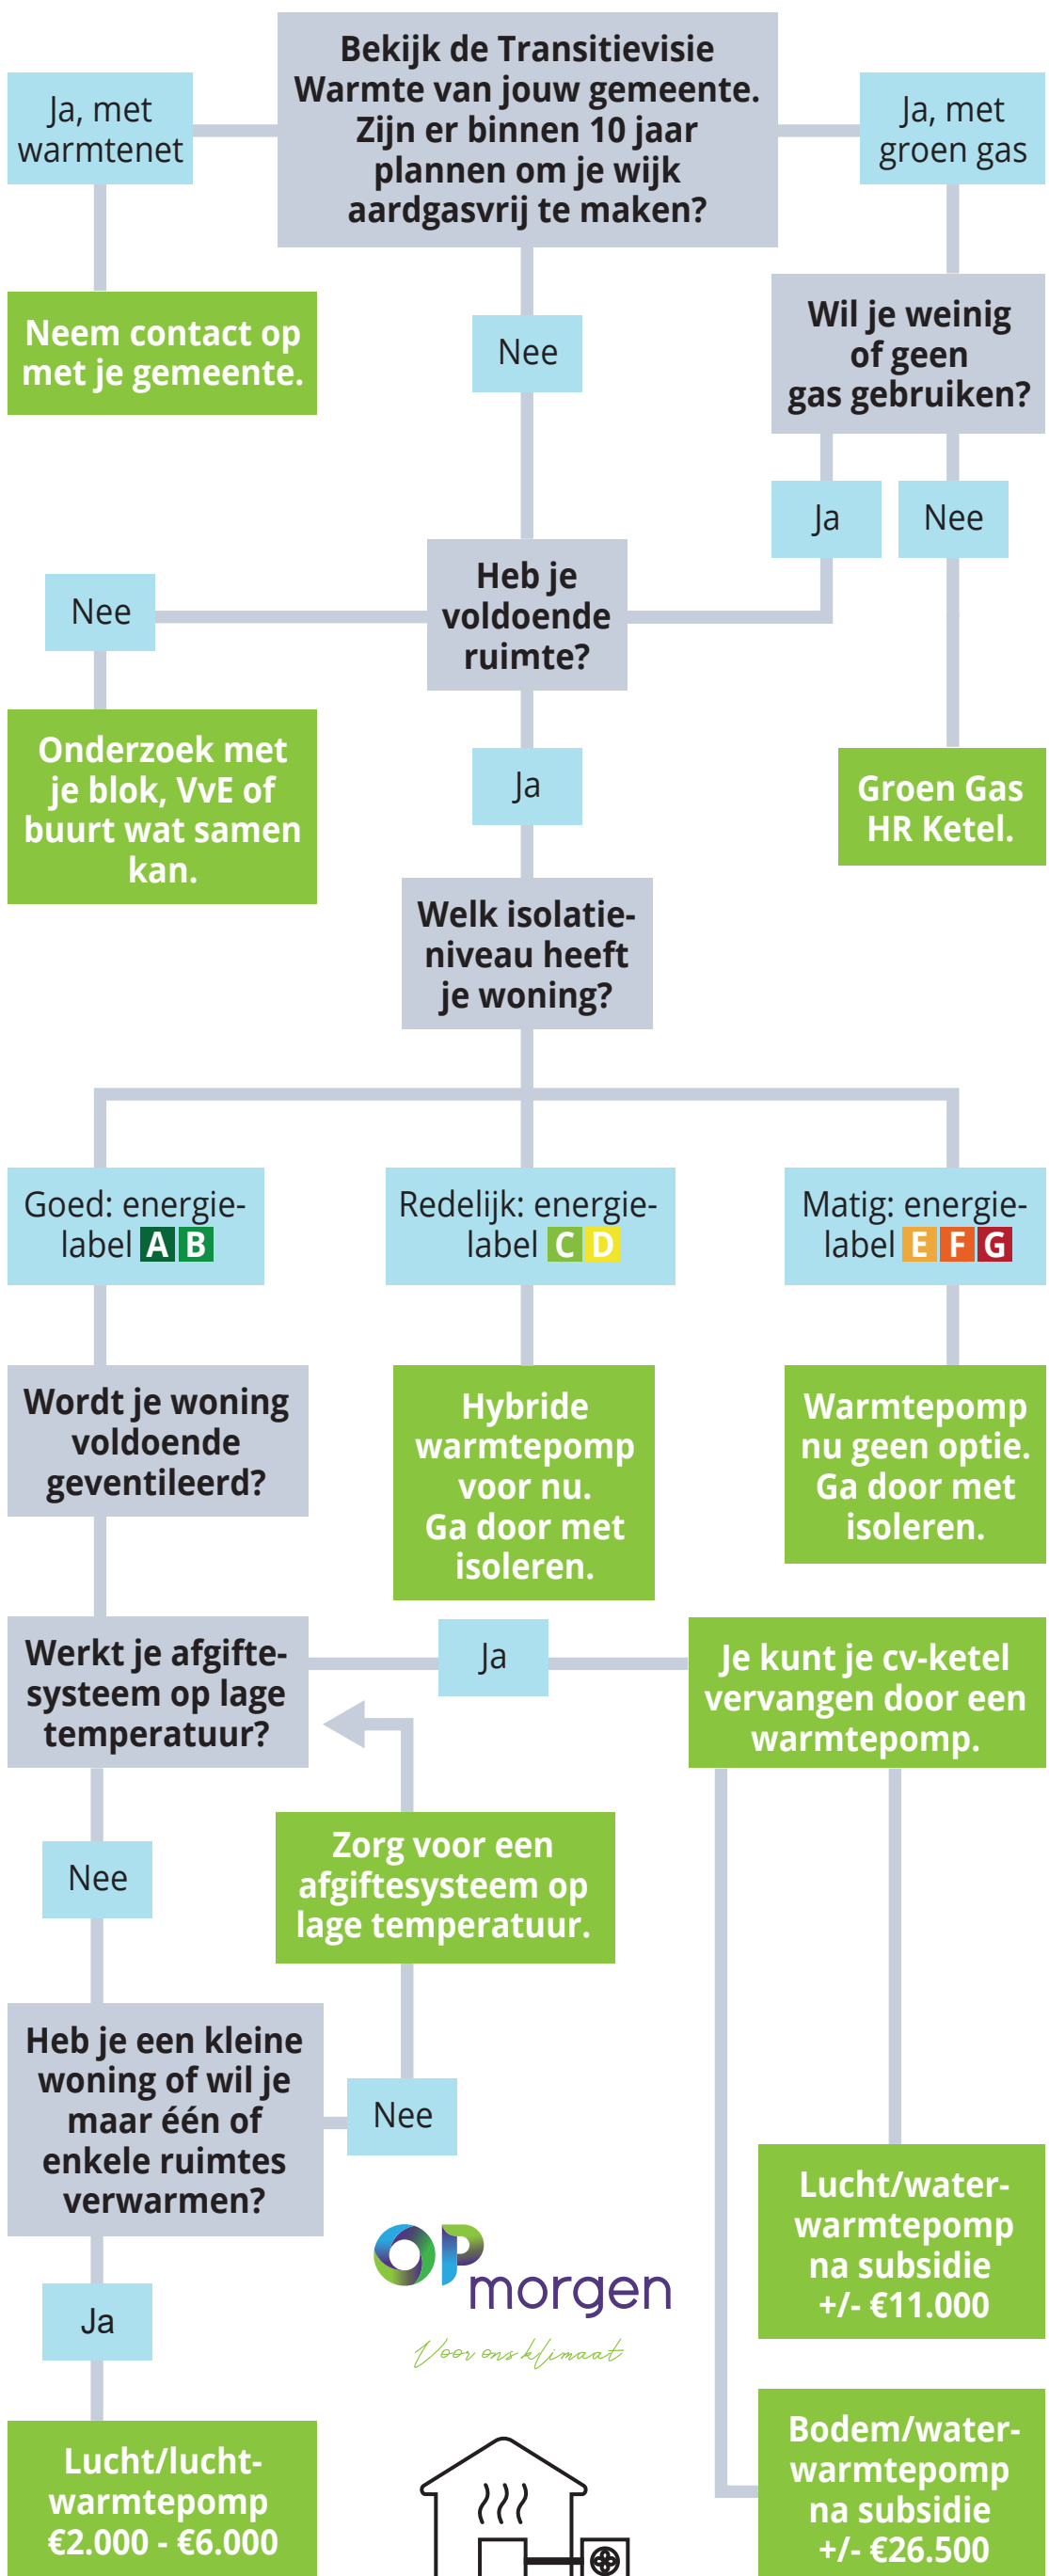 Bekijk de Transitievisie
Warmte van jouw gemeente.
Zijn er binnen 10 jaar
plannen om je wijk
aardgasvrij te maken?
Ja, met
warmtenet
Ja, met
groen gas
Neem contact op
met je gemeente.
Nee
Wil je weinig
of geen
gas gebruiken?
Ja
Nee
Heb je
voldoende
ruimte?
Nee
Onderzoek met
je blok, VvE of
buurt wat samen
kan.
Ja
Groen Gas
HR Ketel.
Welk isolatie-
niveau heeft
je woning?
Goed: energie-
label A B
Redelijk: energie-
label C D
Matig: energie-
label E F G
Wordt je woning
voldoende
geventileerd?
Hybride
warmtepomp
voor nu.
Ga door met
isoleren.
Warmtepomp
nu geen optie.
Ga door met
isoleren.
Werkt je afgifte-
systeem op lage
temperatuur?
Ja
Je kunt je cv-ketel
vervangen door een
warmtepomp.
Nee
Zorg voor een
afgiftesysteem op
lage temperatuur.
Heb je een kleine
woning of wil je
maar één of
enkele ruimtes
verwarmen?
Nee
Ja
Lucht/lucht-
warmtepomp
€2.000 - €6.000
OP
morgen
Voor ons klimaat
Lucht/water-
warmtepomp
na subsidie
+/- €11.000
Bodem/water-
warmtepomp
na subsidie
+/- €26.500